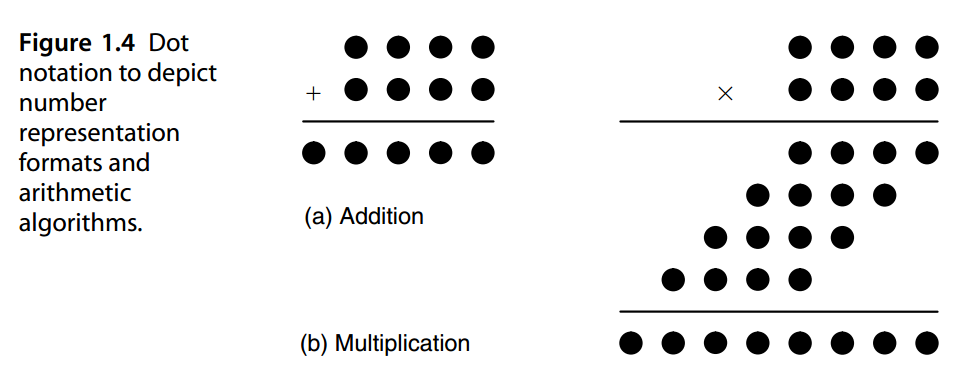 Figure 1.4 Dot
notation to depict
number
representation
formats and
arithmetic
algorithms.
+
(a) Addition
×
(b) Multiplication